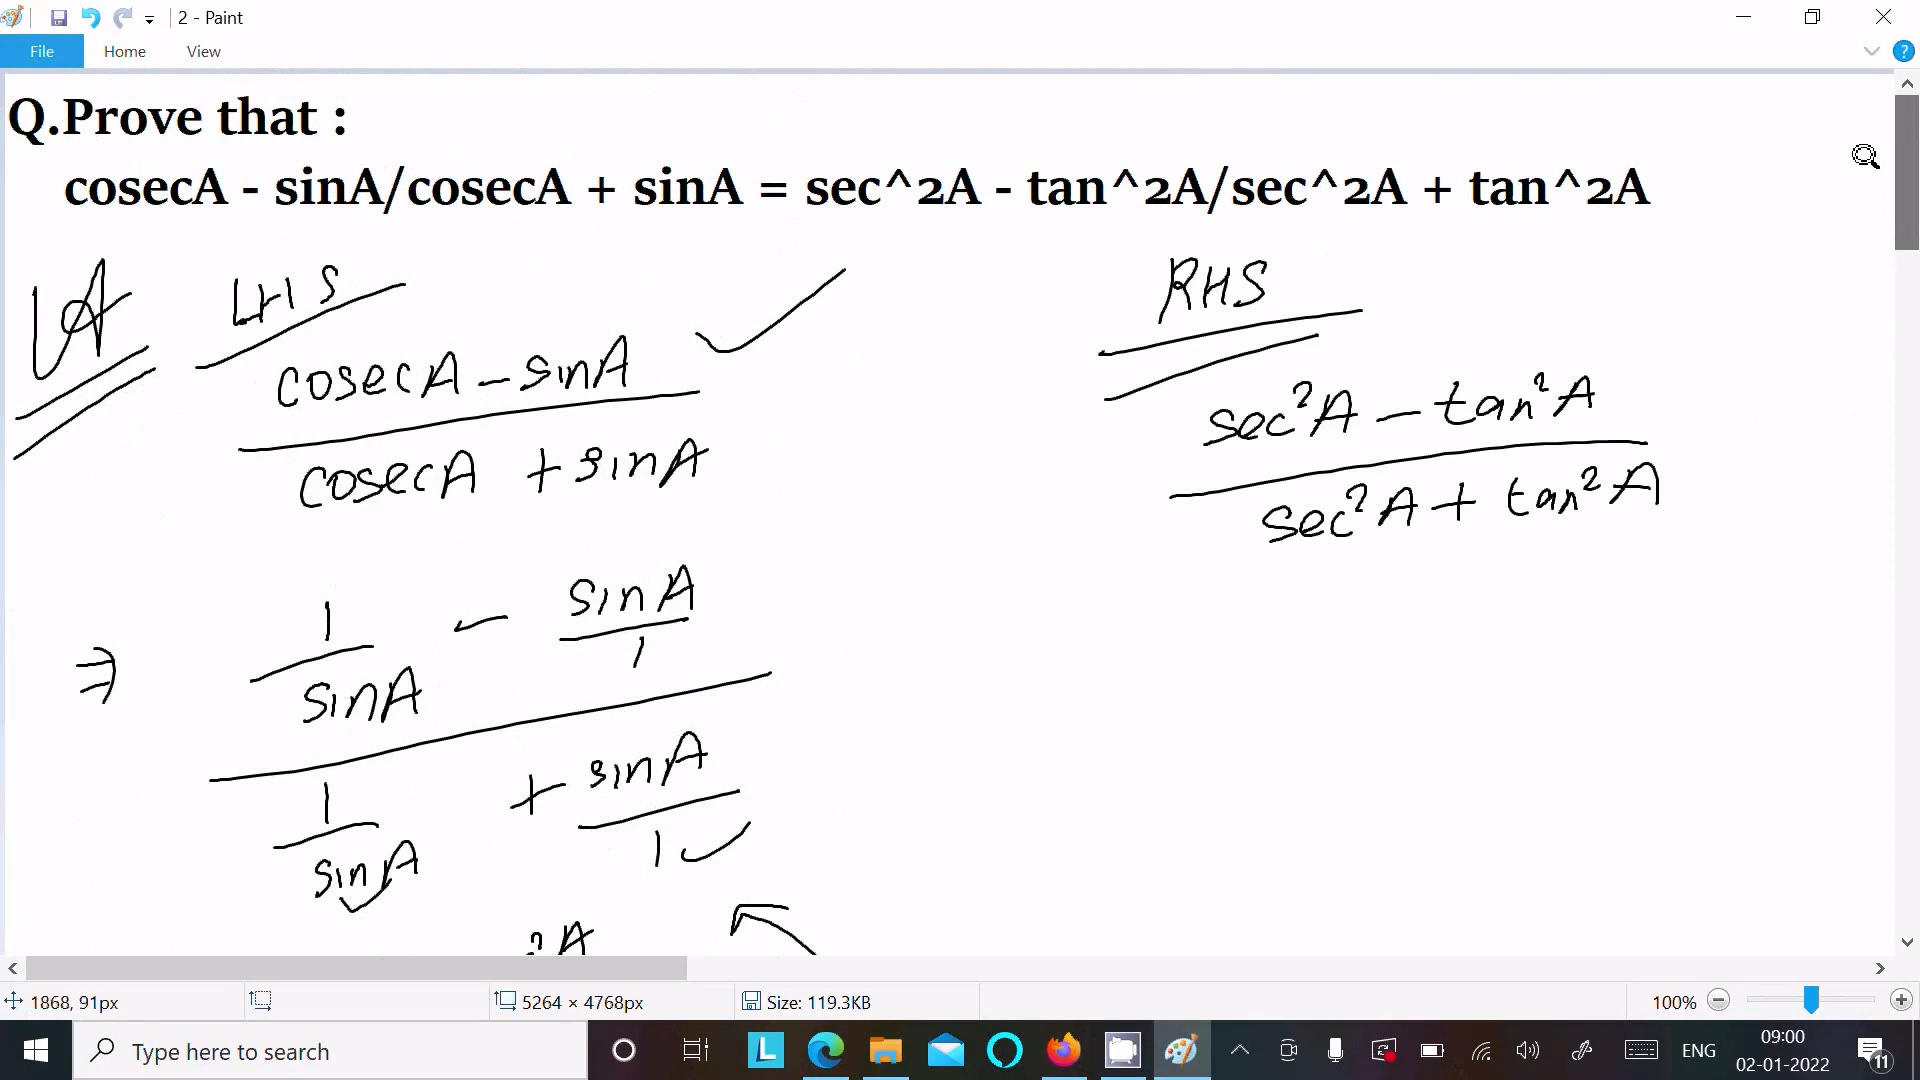 2 - Paint
File Home View
Q.Prove that :
cosecA - sinA/cosecA + sinA = sec^2A - tan^2A/sec^2A + tan^2A
LHS
RHS
cosecA - sinA
cosecA + sinA
sec²A - tan²A
sec²A + tan²A
⇒
1 - sinA
sinA 1
1 + sinA
sinA 1
²A
1868, 91px
5264 × 4768px
Size: 119.3KB
100%
Type here to search
ENG
09:00
02-01-2022
11